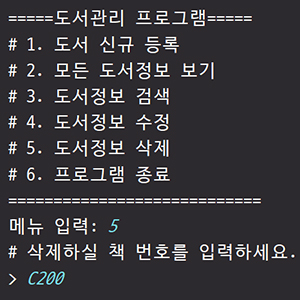 =====도서관리 프로그램=====
# 1. 도서 신규 등록
# 2. 모든 도서정보 보기
# 3. 도서정보 검색
# 4. 도서정보 수정
# 5. 도서정보 삭제
# 6. 프로그램 종료
===========================
메뉴 입력: 5
# 삭제하실 책 번호를 입력하세요.
> C200